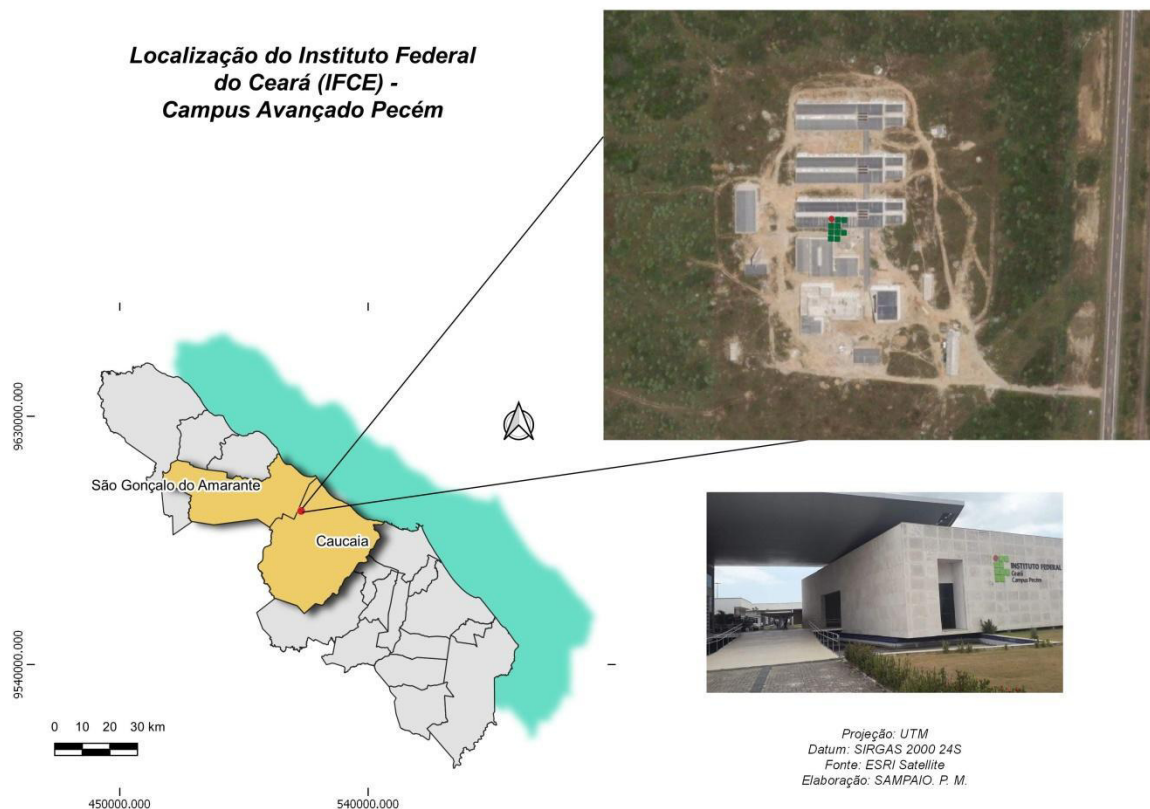 Localização do Instituto Federal
do Ceará (IFCE) -
Campus Avançado Pecém
9630000.000
São Gonçalo do Amarante
Caucaia
9540000.000
0 10 20 30 km
450000.000
540000.000
INSTITUTO FEDERAL
Ceará
Campus Pecém
Projeção: UTM
Datum: SIRGAS 2000 24S
Fonte: ESRI Satellite
Elaboração: SAMPAIO. P. M.